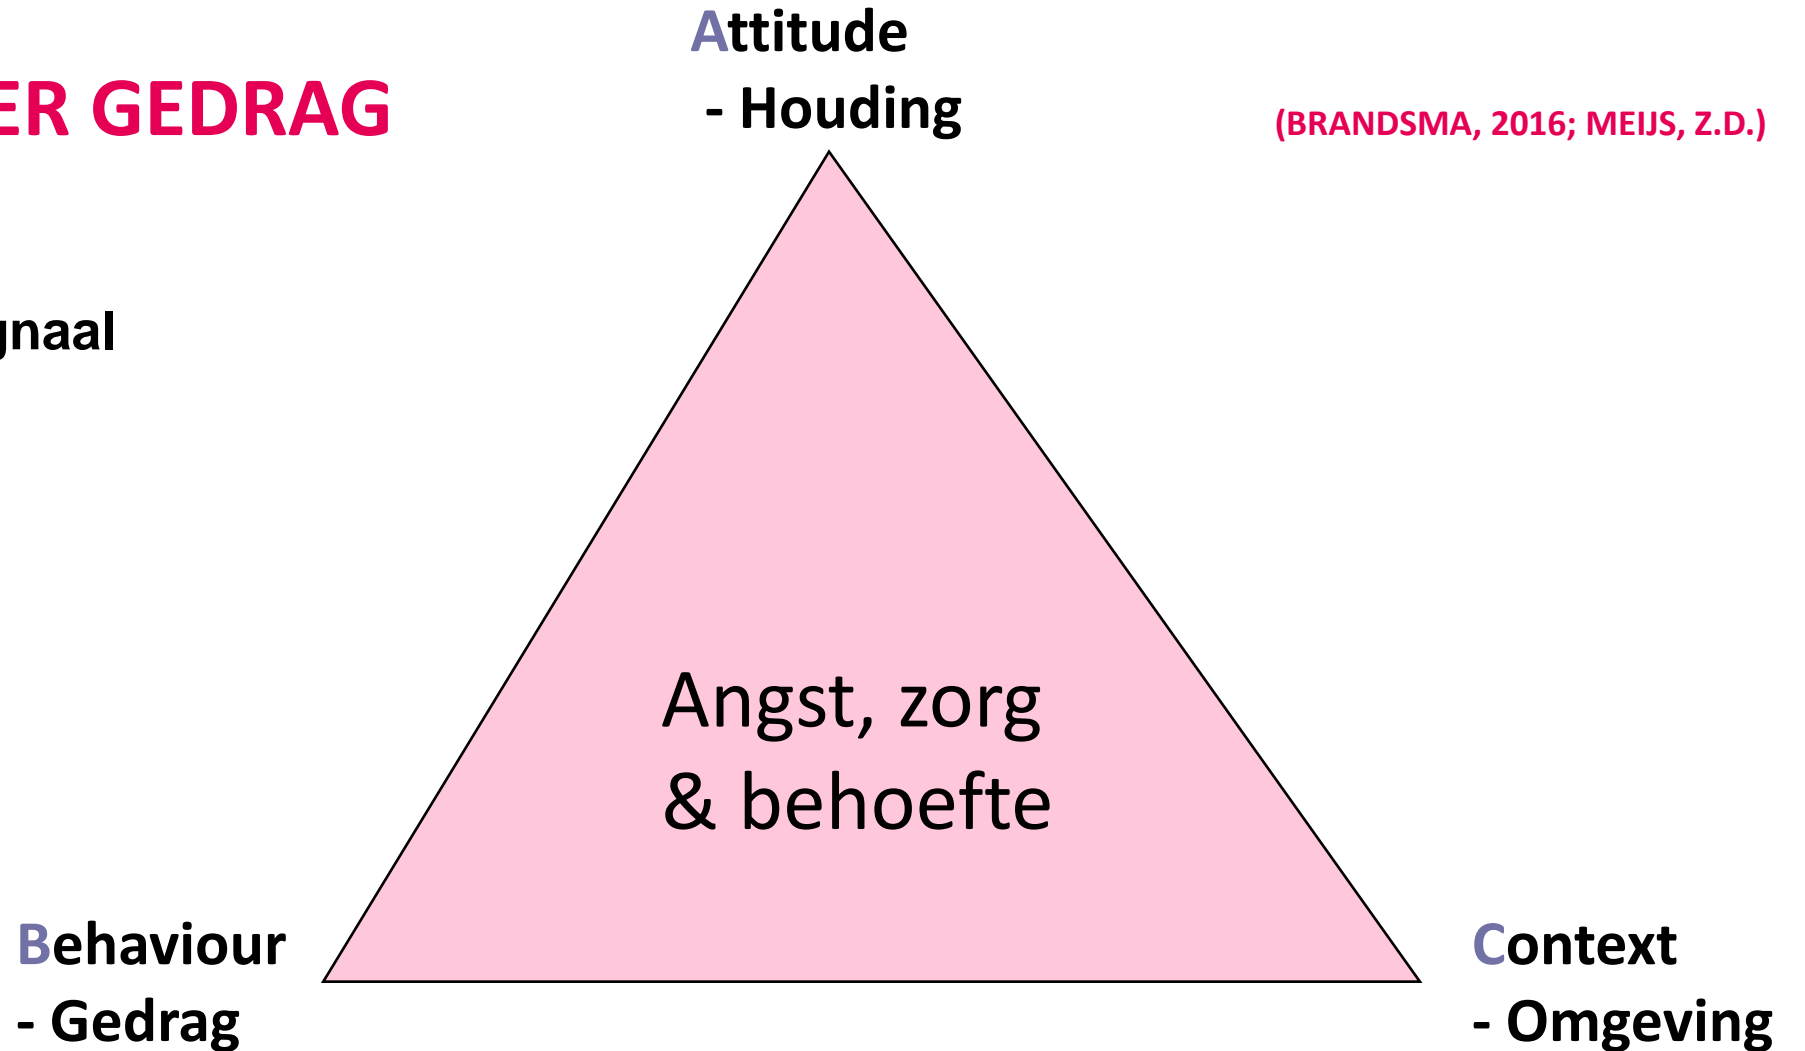 Attitude
- Houding
ER GEDRAG
(BRANDSMA, 2016; MEIJS, Z.D.)
gnaal
Angst, zorg
& behoefte
Behaviour
- Gedrag
Context
- Omgeving